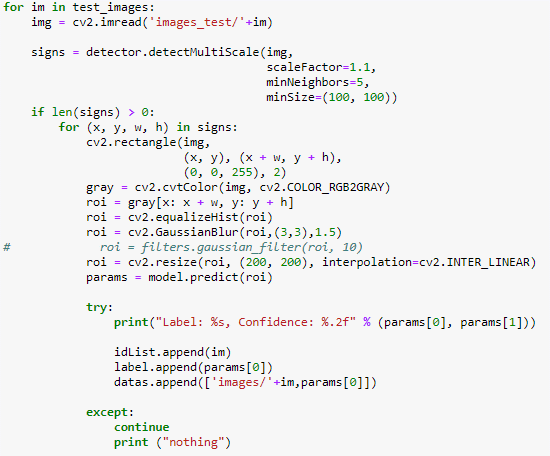 for im in test_images:
    img = cv2.imread('images_test/'+im)

    signs = detector.detectMultiScale(img,
                                      scaleFactor=1.1,
                                      minNeighbors=5,
                                      minSize=(100, 100))
    if len(signs) > 0:
        for (x, y, w, h) in signs:
            cv2.rectangle(img,
                          (x, y), (x + w, y + h),
                          (0, 0, 255), 2)
            gray = cv2.cvtColor(img, cv2.COLOR_RGB2GRAY)
            roi = gray[x: x + w, y: y + h]
            roi = cv2.equalizeHist(roi)
            roi = cv2.GaussianBlur(roi,(3,3),1.5)
#             roi = filters.gaussian_filter(roi, 10)
            roi = cv2.resize(roi, (200, 200), interpolation=cv2.INTER_LINEAR)
            params = model.predict(roi)

            try:
                print("Label: %s, Confidence: %.2f" % (params[0], params[1]))

                idList.append(im)
                label.append(params[0])
                datas.append(['images/'+im,params[0]])

            except:
                continue
                print ("nothing")